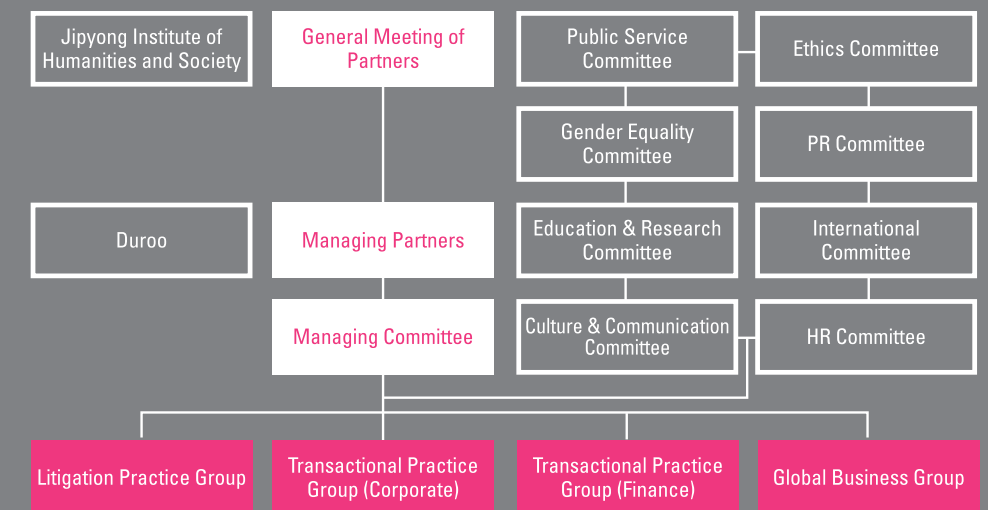 Jipyong Institute of
Humanities and Society
General Meeting of
Partners
Public Service
Committee
Ethics Committee
Gender Equality
Committee
PR Committee
Duroo
Managing Partners
Education & Research
Committee
International
Committee
Managing Committee
Culture & Communication
Committee
HR Committee
Litigation Practice Group
Transactional Practice
Group (Corporate)
Transactional Practice
Group (Finance)
Global Business Group